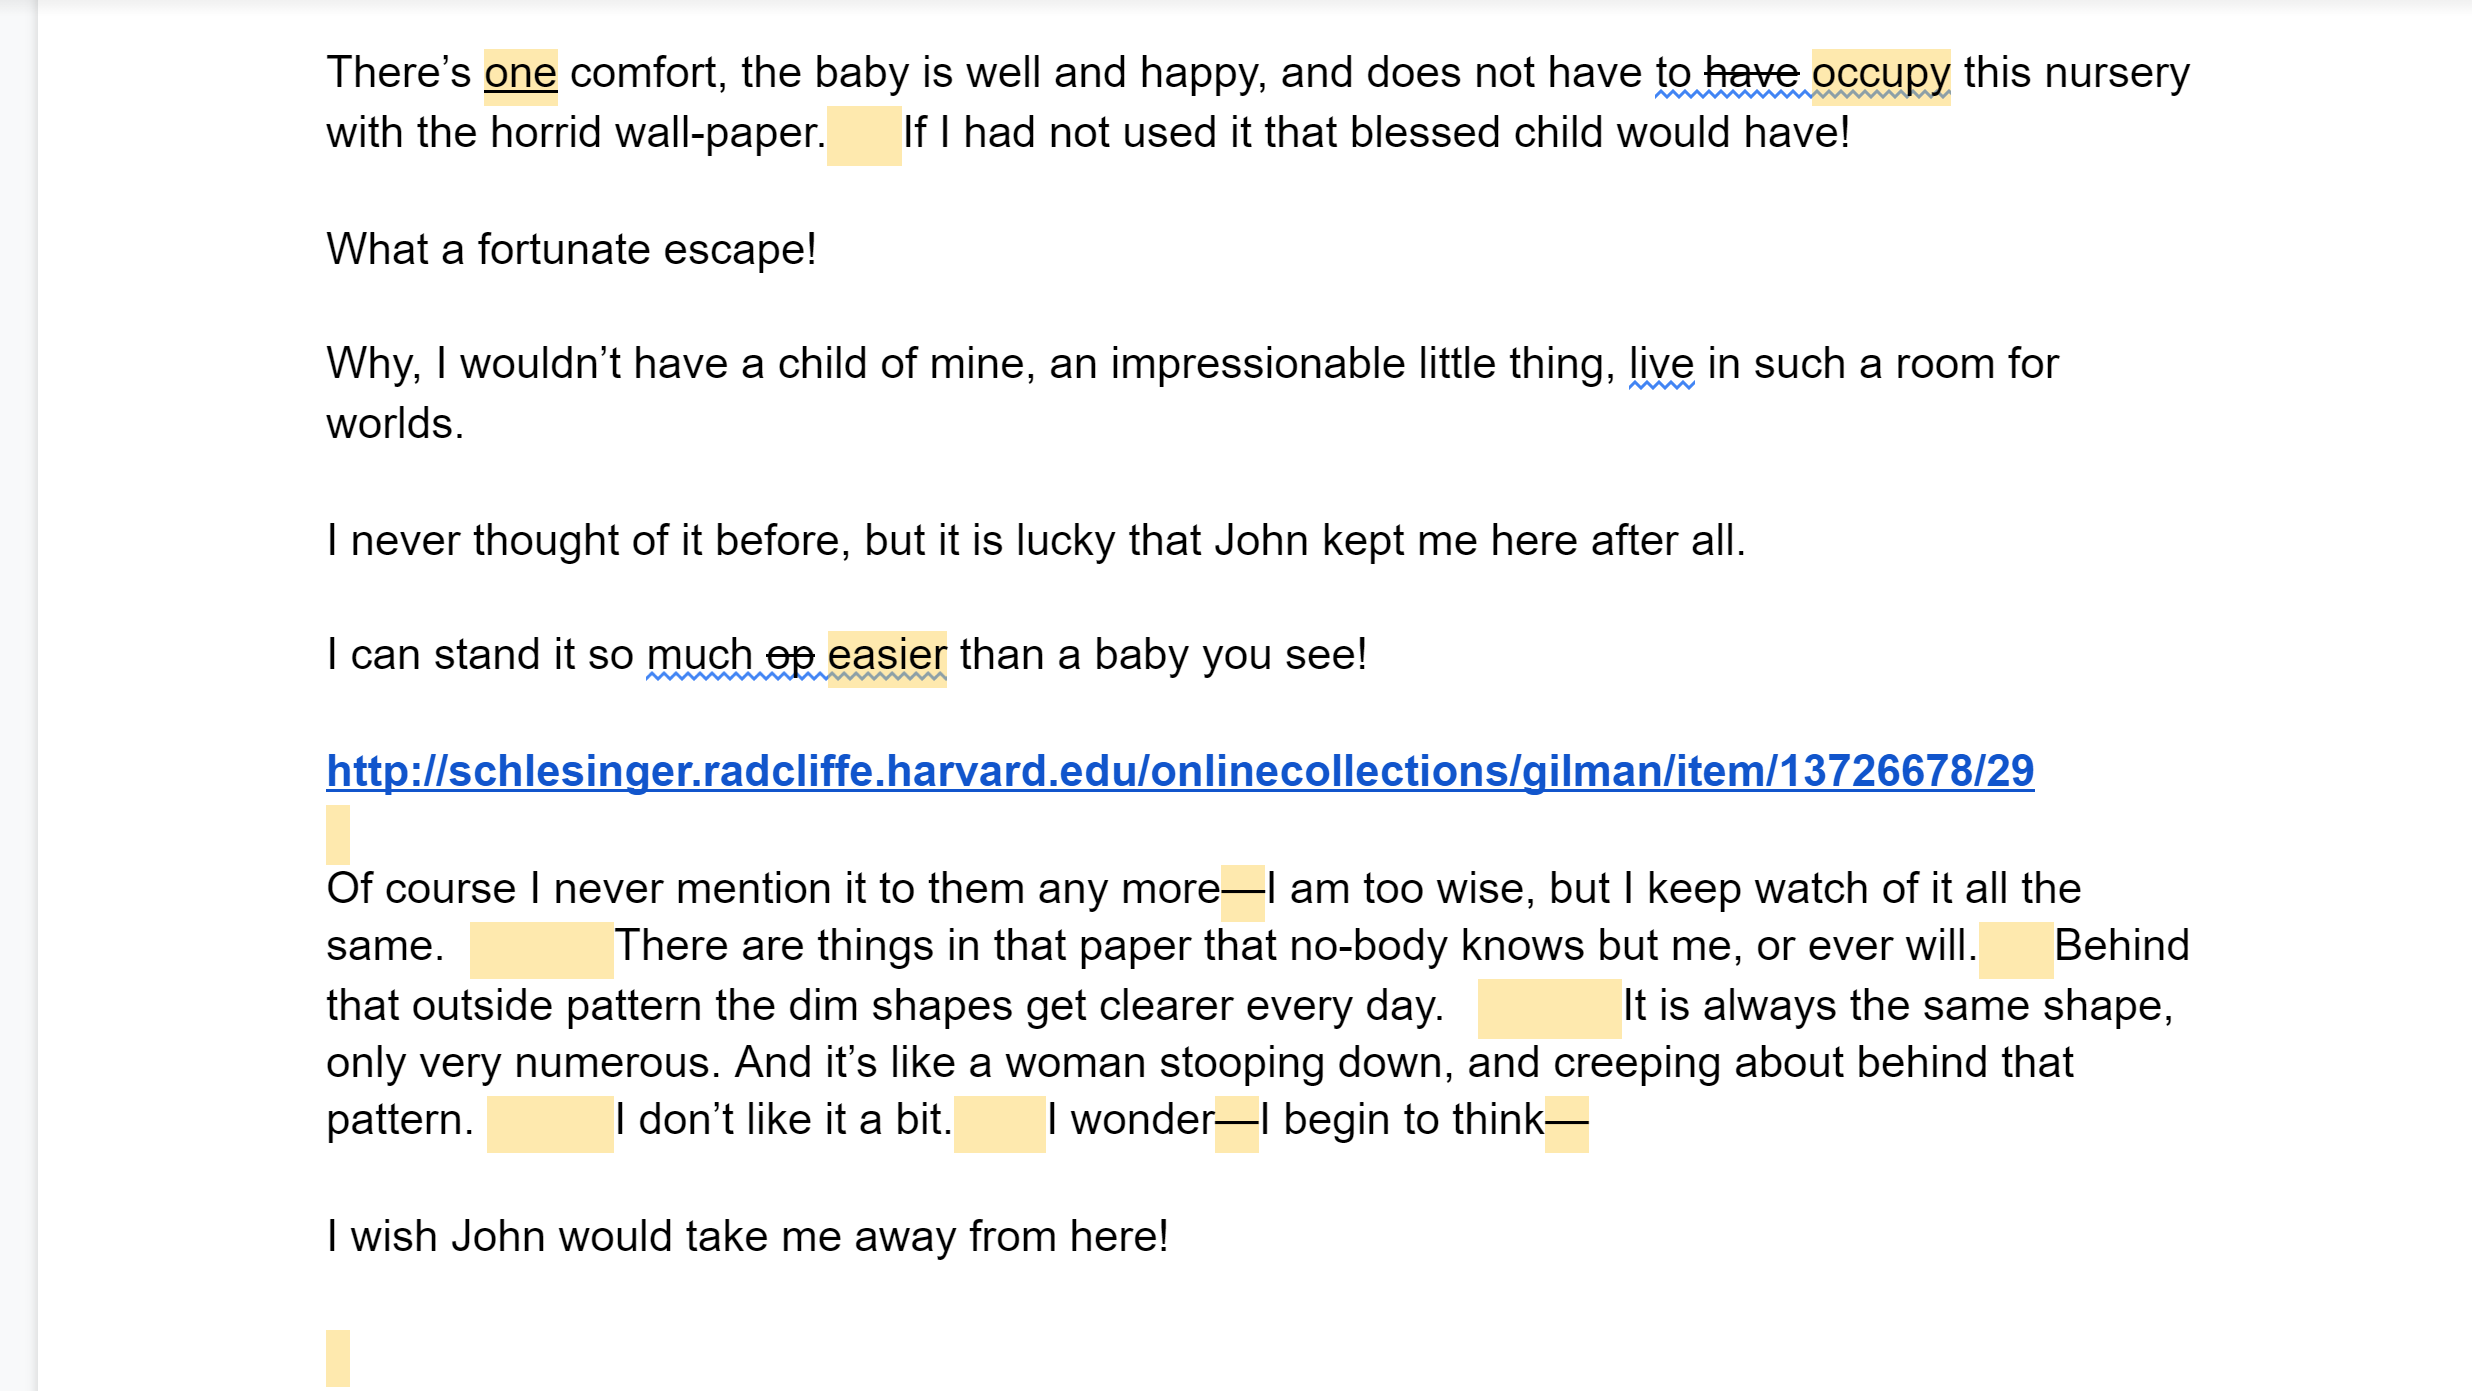 There’s one comfort, the baby is well and happy, and does not have to have occupy this nursery
with the horrid wall-paper. If I had not used it that blessed child would have!
What a fortunate escape!
Why, I wouldn’t have a child of mine, an impressionable little thing, live in such a room for
worlds.
I never thought of it before, but it is lucky that John kept me here after all.
I can stand it so much op easier than a baby you see!
http://schlesinger.radcliffe.harvard.edu/onlinecollections/gilman/item/13726678/29
Of course I never mention it to them any more—I am too wise, but I keep watch of it all the
same. There are things in that paper that no-body knows but me, or ever will. Behind
that outside pattern the dim shapes get clearer every day. It is always the same shape,
only very numerous. And it’s like a woman stooping down, and creeping about behind that
pattern. I don’t like it a bit. I wonder—I begin to think—
I wish John would take me away from here!